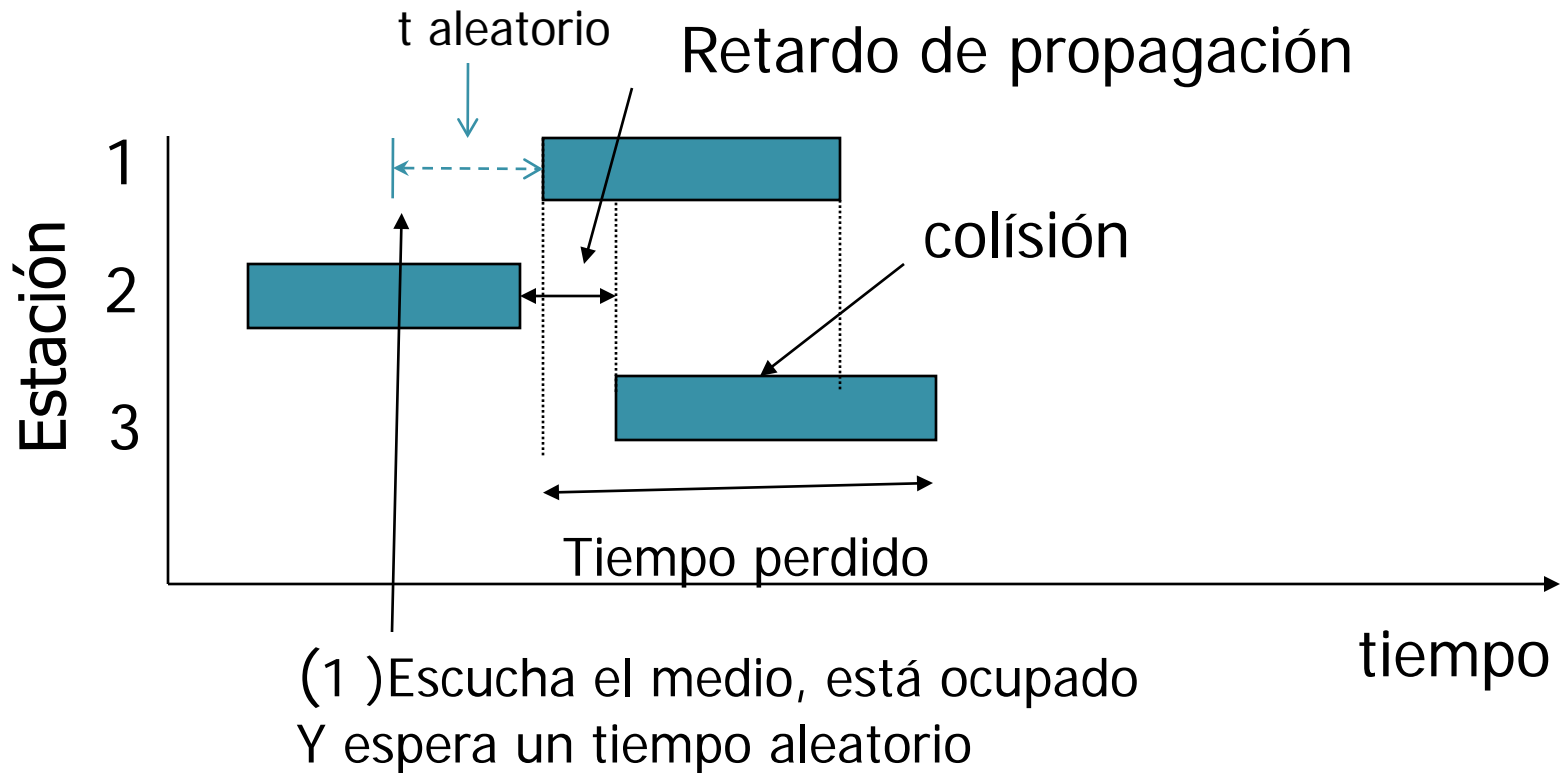 t aleatorio
Retardo de propagación
1
colísión
Estación
2
3
Tiempo perdido
tiempo
(1 )Escucha el medio, está ocupado
Y espera un tiempo aleatorio